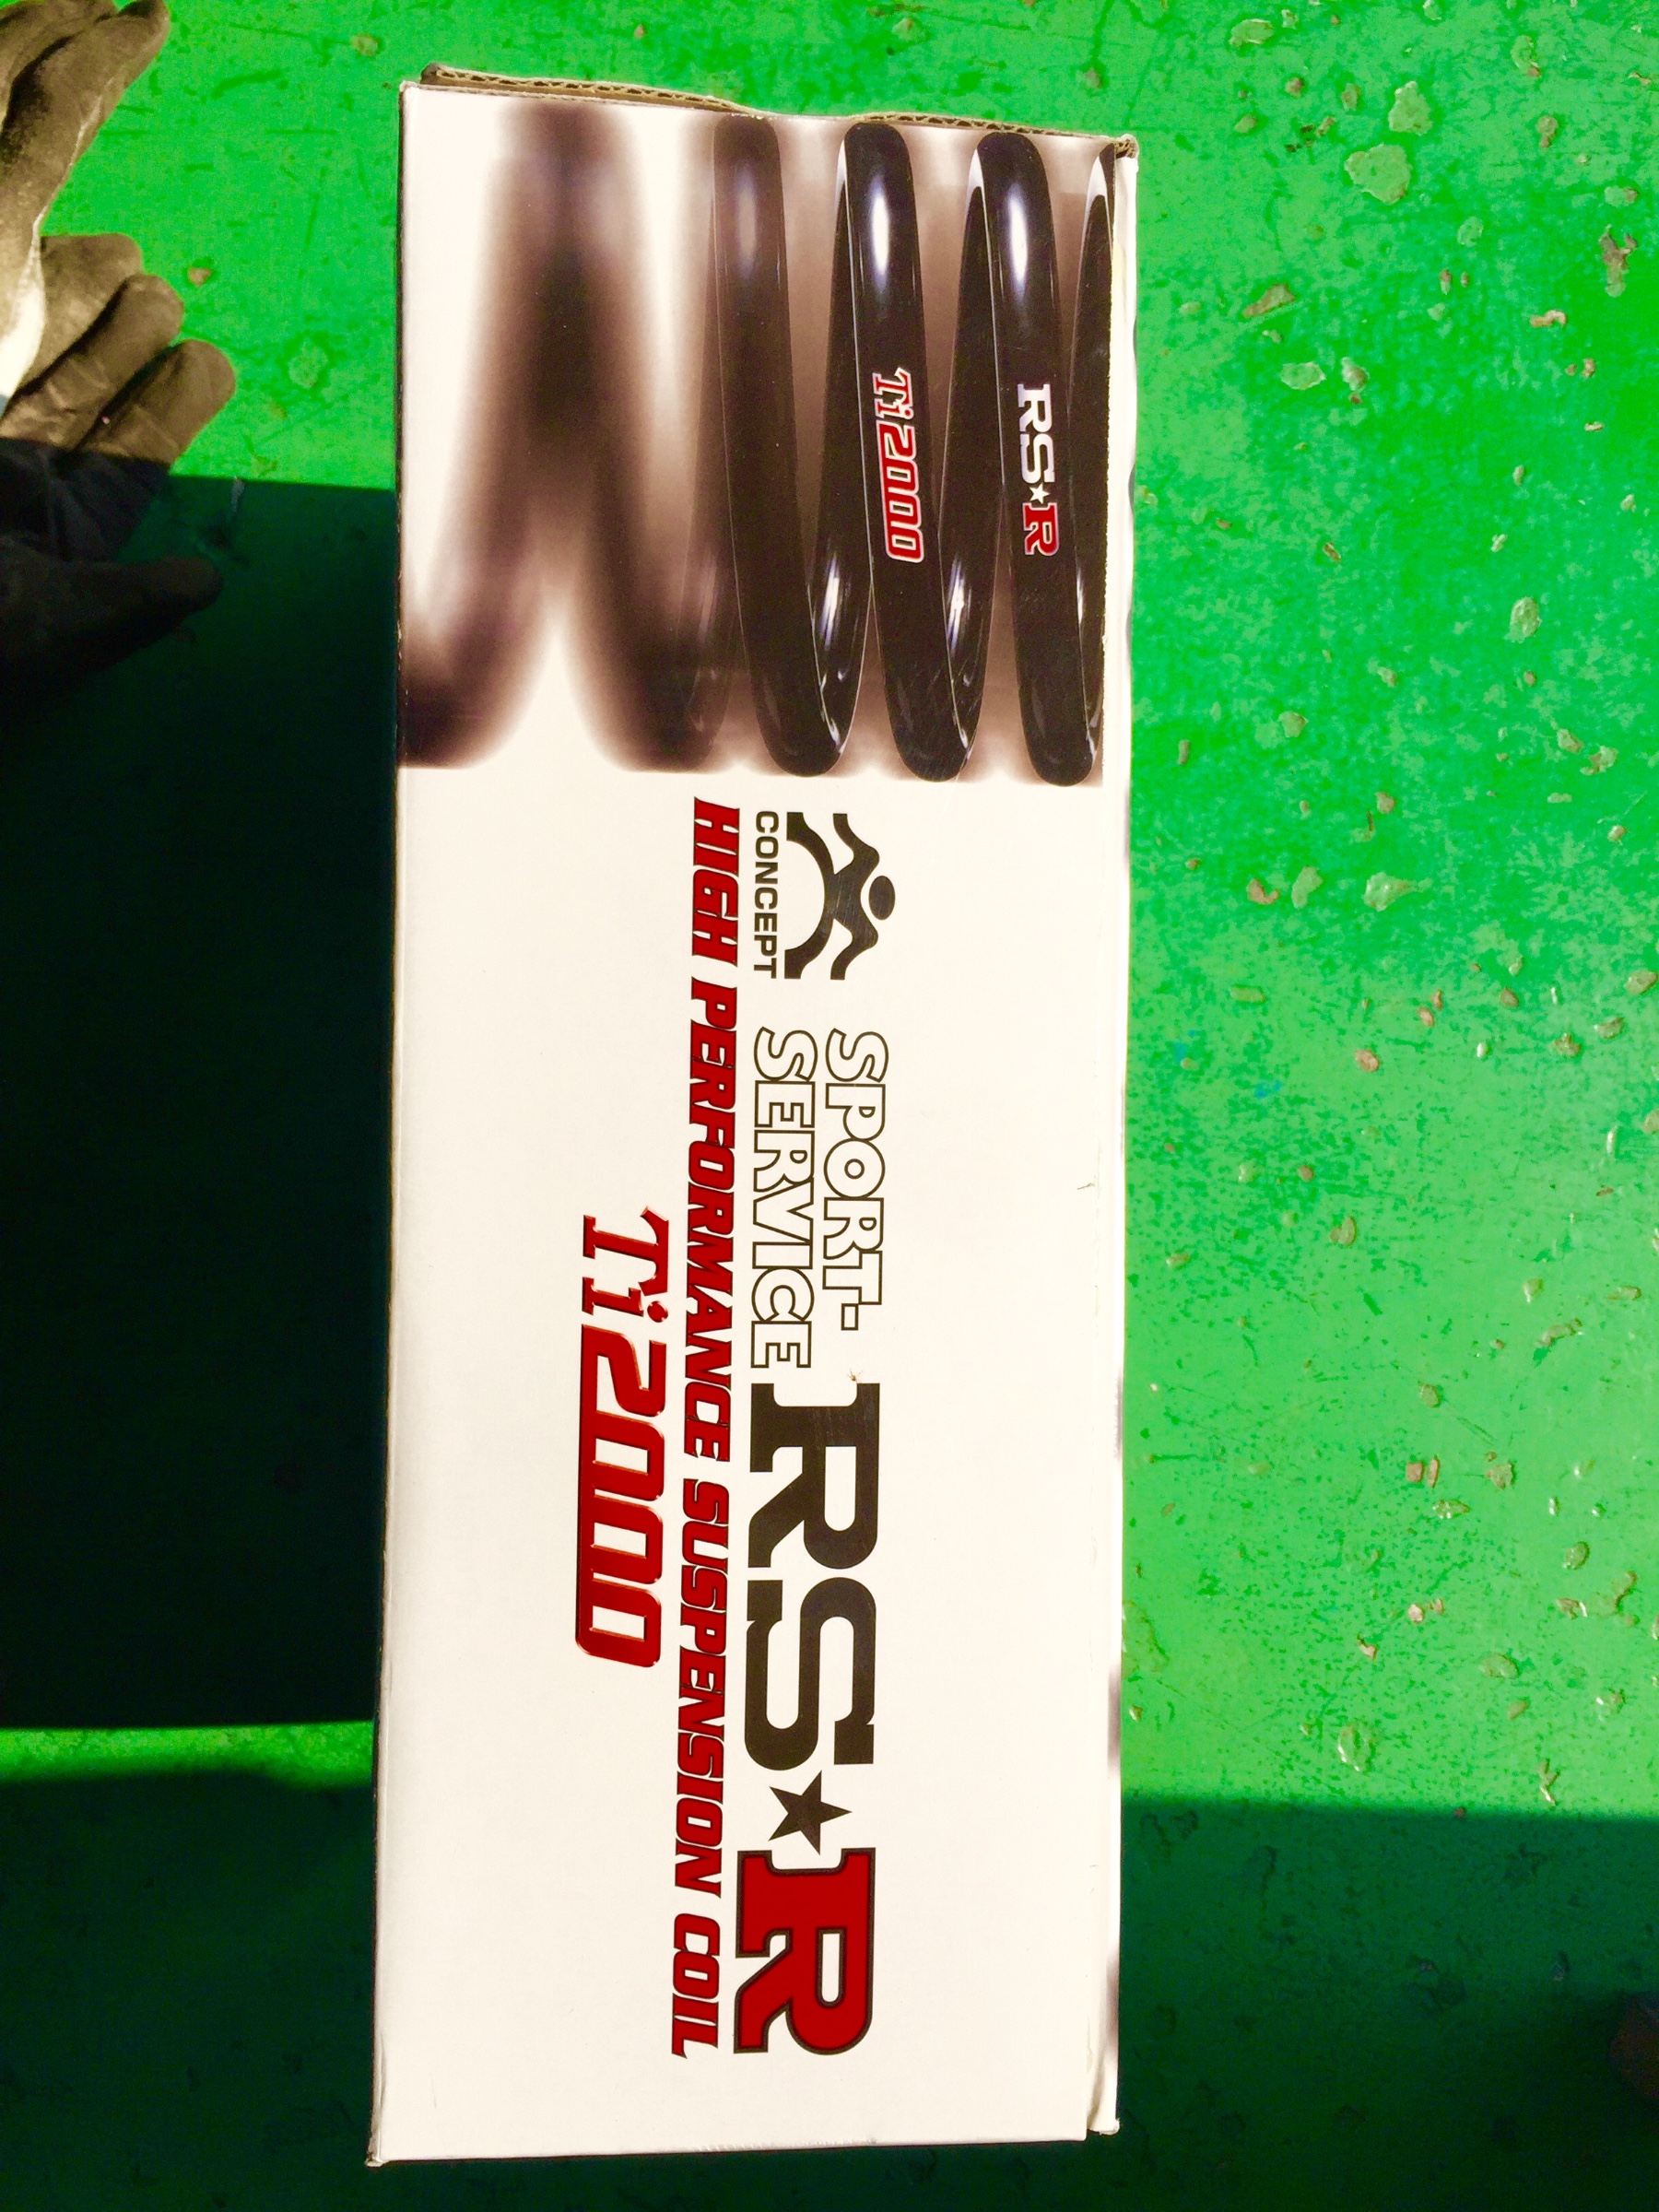 RS★R
Ti2000
CONCEPT
SPORT-
SERVICE
RS★R
HIGH PERFORMANCE SUSPENSION COIL
Ti2000